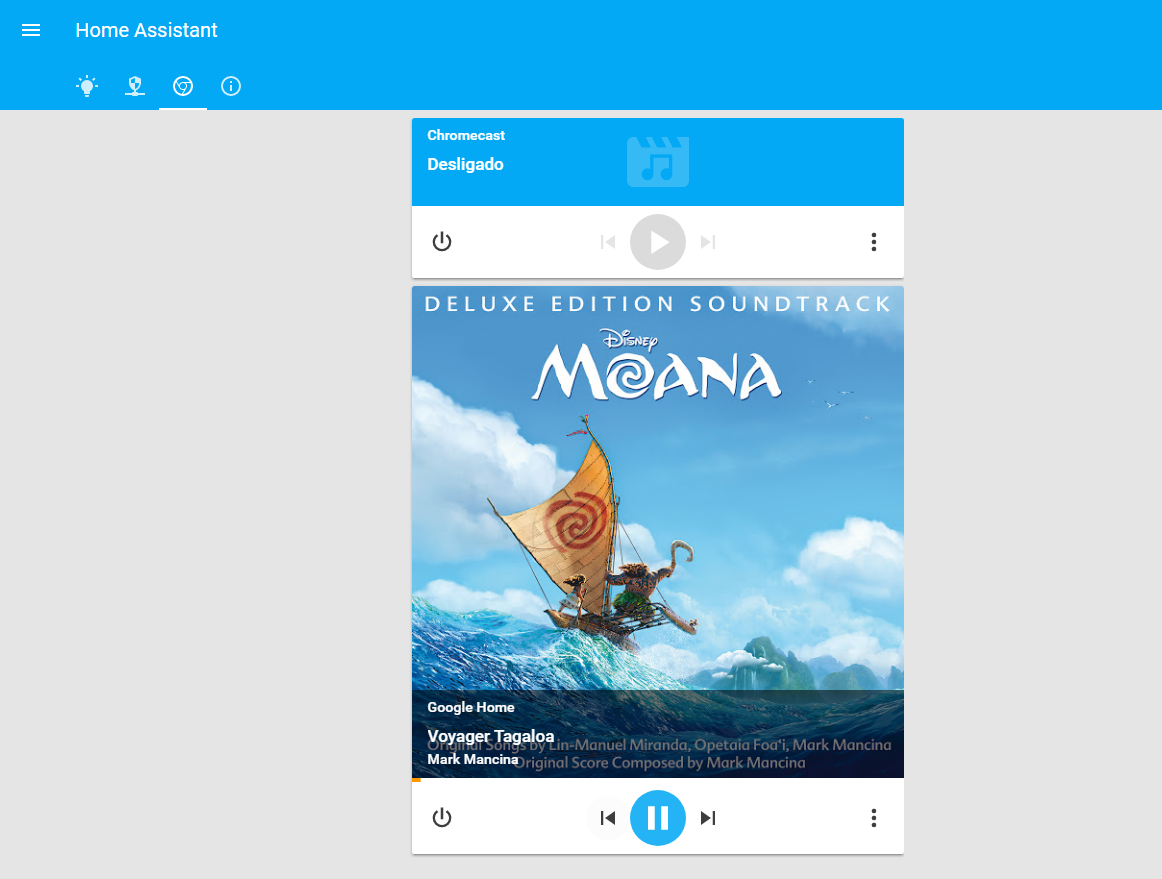 Home Assistant
Chromecast
Desligado
DELUXE EDITION SOUNDTRACK
Disney
MOANA
Google Home
Voyager Tagaloa
Original Songs by Lin-Manuel Miranda, Opetaia Foa'i, Mark Mancina
Mark Mancina
Original Score Composed by Mark Mancina